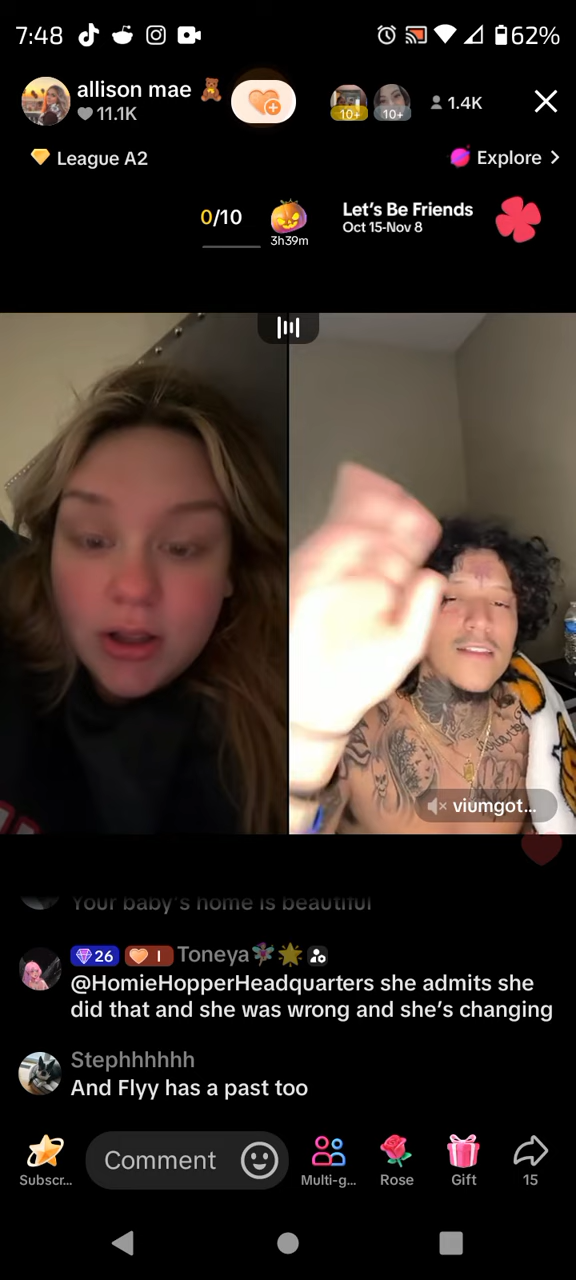 7:48
62%
allison mae 🧸
11.1K
10+
10+
1.4K
League A2
Explore >
0/10
3h39m
Let's Be Friends
Oct 15-Nov 8
viumgot...
Your baby's home is beautiful
26
I
Toneya🧚🌟
@HomieHopperHeadquarters she admits she
did that and she was wrong and she's changing
Stephhhhhh
And Flyy has a past too
Subscr...
Comment
Multi-g...
Rose
Gift
15